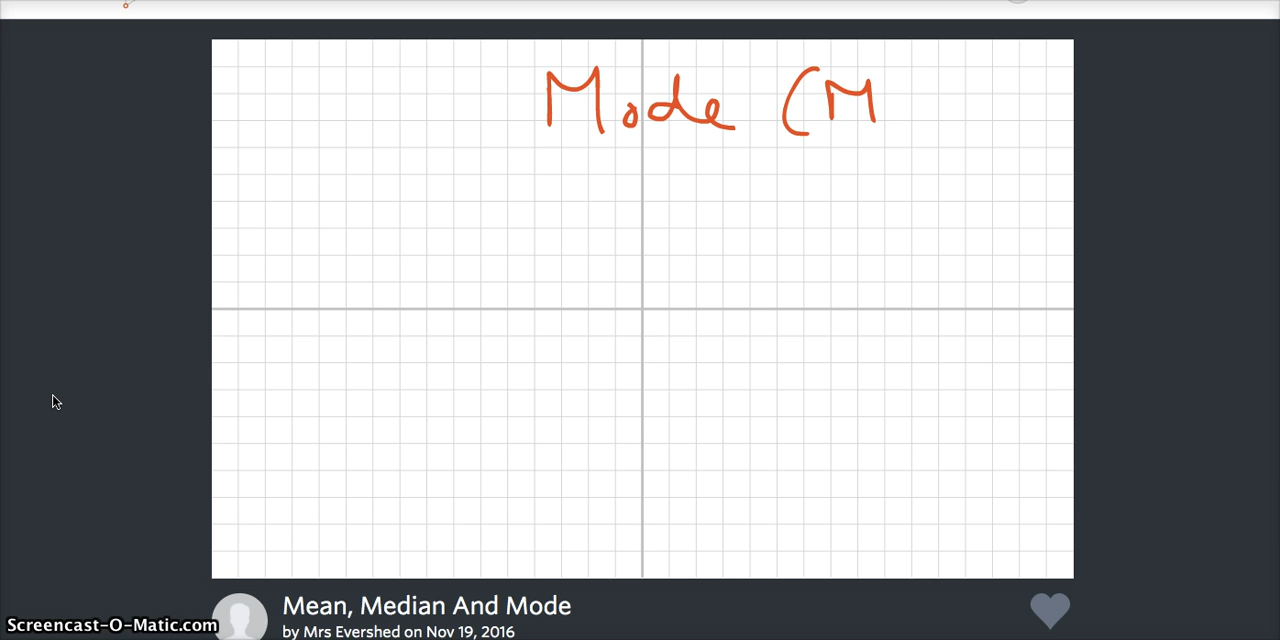 Mode (M
Mean, Median And Mode
by Mrs Evershed on Nov 19, 2016
Screencast-O-Matic.com